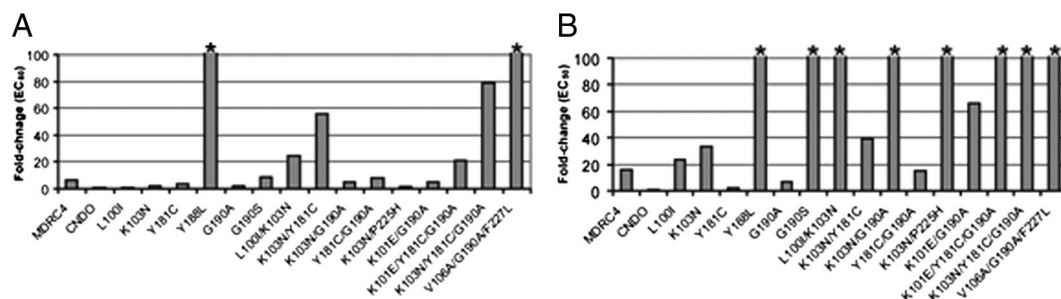 A
Fold-chnage (EC₅₀)
100
80
60
40
20
0
* *
MDRC4
CNDO
L100I
K103N
Y181C
Y188L
G190A
G190S
L100I/K103N
K103N/Y181C
K103N/G190A
Y181C/G190A
K103N/P225H
K101E/G190A
K101E/Y181C/G190A
K103N/Y181C/G190A
V106A/G190A/F227L
B
Fold-change (EC₅₀)
100
80
60
40
20
0
* * * * * * * *
MDRC4
CNDO
L100I
K103N
Y181C
Y188L
G190A
G190S
L100I/K103N
K103N/Y181C
K103N/G190A
Y181C/G190A
K103N/P225H
K101E/G190A
K101E/Y181C/G190A
K103N/Y181C/G190A
V106A/G190A/F227L